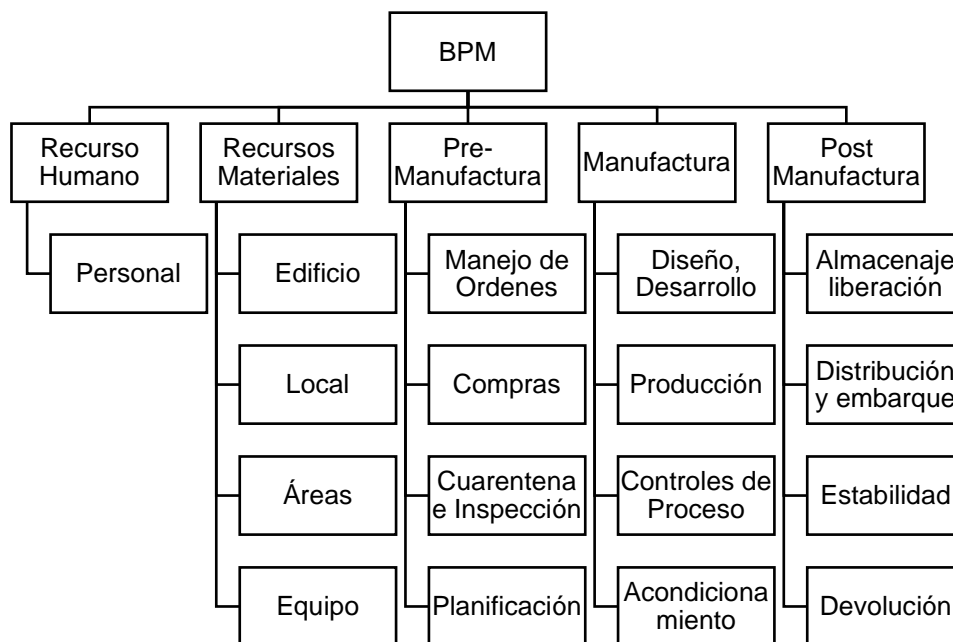 BPM
Recurso
Humano
Recursos
Materiales
Pre-
Manufactura
Manufactura
Post
Manufactura
Personal
Edificio
Manejo de
Ordenes
Diseño,
Desarrollo
Almacenaje
liberación
Local
Compras
Producción
Distribución
y embarque
Áreas
Cuarentena
e Inspección
Controles de
Proceso
Estabilidad
Equipo
Planificación
Acondiciona
miento
Devolución